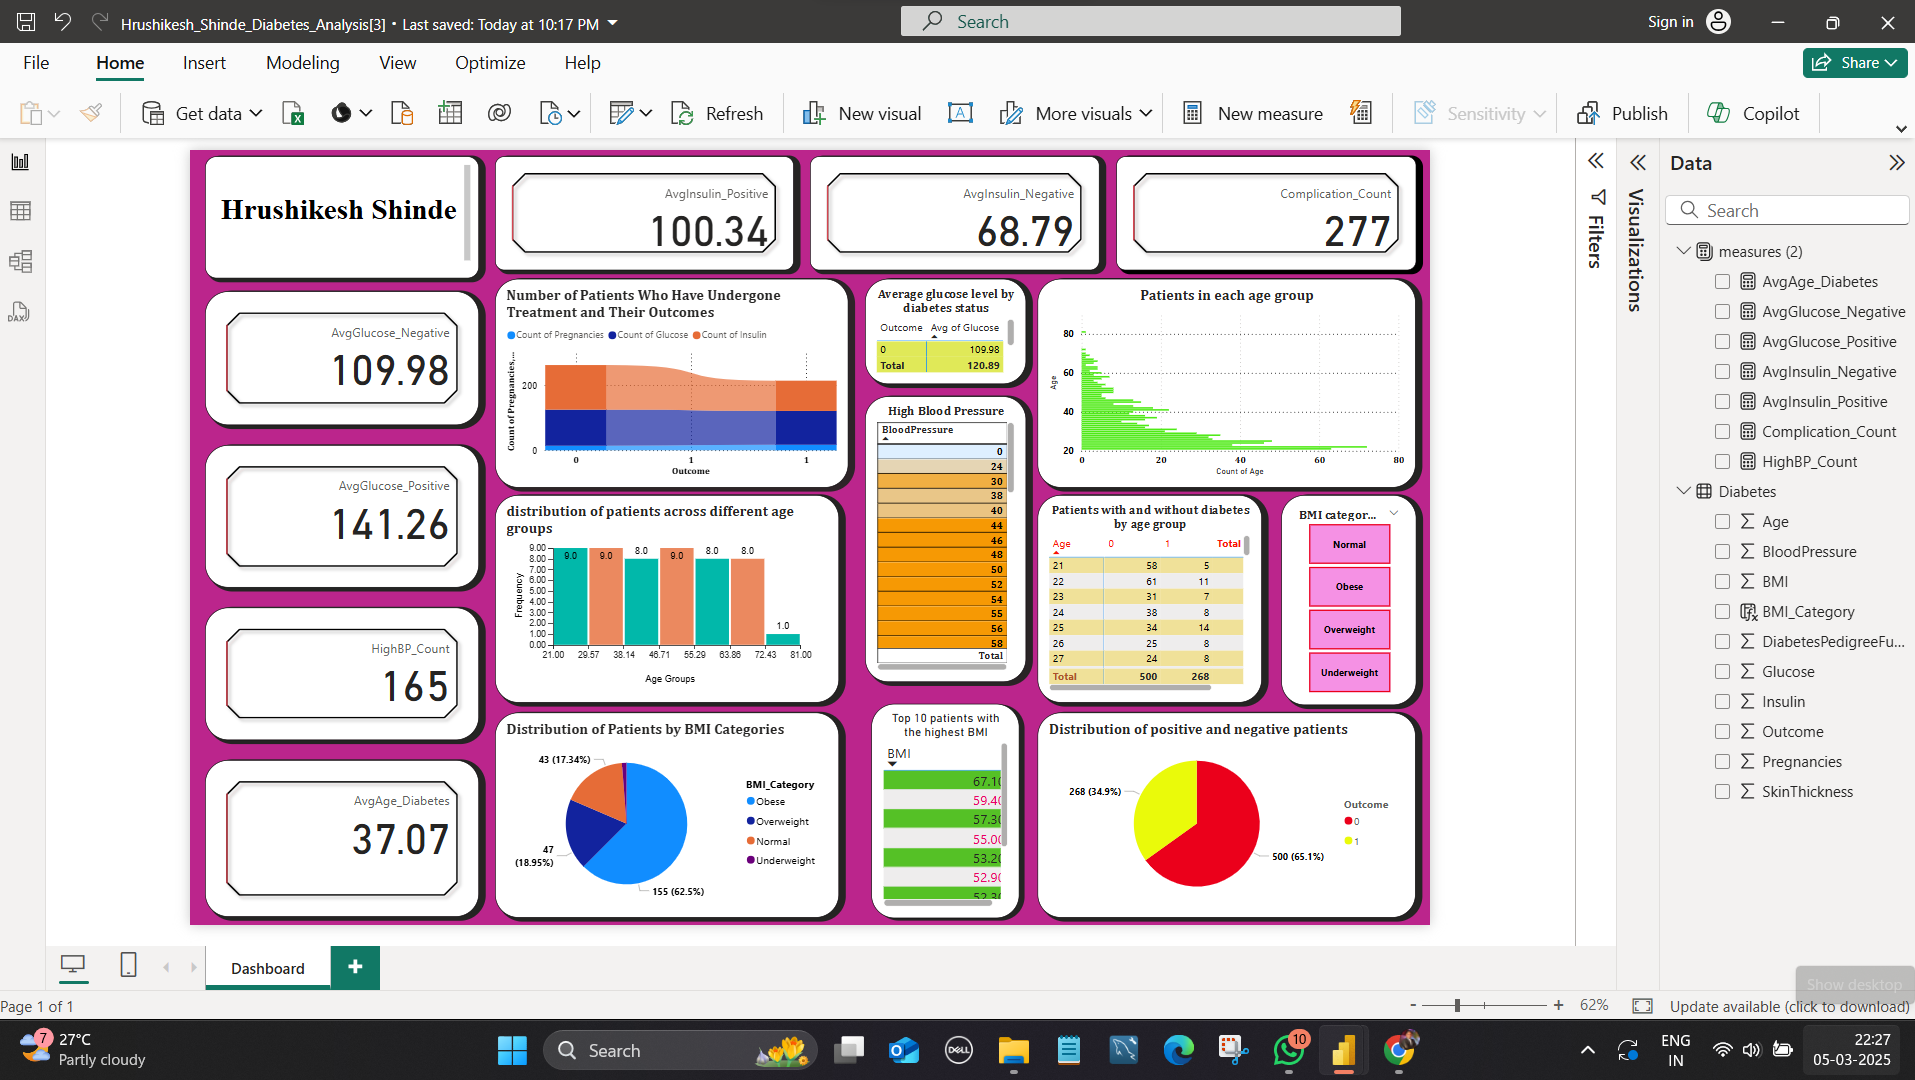 Hrushikesh_Shinde_Diabetes_Analysis[3] • Last saved: Today at 10:17 PM
Search
Sign in
File
Home
Insert
Modeling
View
Optimize
Help
Share
Get data
Refresh
New visual
More visuals
New measure
Sensitivity
Publish
Copilot
Hrushikesh Shinde
AvgInsulin_Positive
100.34
AvgInsulin_Negative
68.79
Complication_Count
277
AvgGlucose_Negative
109.98
AvgGlucose_Positive
141.26
HighBP_Count
165
AvgAge_Diabetes
37.07
Number of Patients Who Have Undergone
Treatment and Their Outcomes
Count of Pregnancies
Count of Glucose
Count of Insulin
Count of Pregnancies,...
200
0
0
1
1
Outcome
distribution of patients across different age
groups
Frequency
9.00
8.00
7.00
6.00
5.00
4.00
3.00
2.00
1.00
0.00
9.0
9.0
8.0
9.0
8.0
8.0
1.0
21.00
29.57
38.14
46.71
55.29
63.86
72.43
81.00
Age Groups
Distribution of Patients by BMI Categories
43 (17.34%)
47
(18.95%)
155 (62.5%)
BMI_Category
Obese
Overweight
Normal
Underweight
Average glucose level by
diabetes status
Outcome
Avg of Glucose
0
109.98
Total
120.89
High Blood Pressure
BloodPressure
0
24
30
38
40
44
46
48
50
52
54
55
56
58
Total
Top 10 patients with
the highest BMI
BMI
67.10
59.40
57.30
55.00
53.20
52.90
52.30
Patients in each age group
Age
80
60
40
20
0
20
40
60
80
Count of Age
Patients with and without diabetes
by age group
Age 0 1 Total
21 58 5
22 61 11
23 31 7
24 38 8
25 34 14
26 25 8
27 24 8
Total 500 268
BMI categor...
Normal
Obese
Overweight
Underweight
Distribution of positive and negative patients
268 (34.9%)
500 (65.1%)
Outcome
0
1
Filters
Visualizations
Data
Search
measures (2)
AvgAge_Diabetes
AvgGlucose_Negative
AvgGlucose_Positive
AvgInsulin_Negative
AvgInsulin_Positive
Complication_Count
HighBP_Count
Diabetes
Age
BloodPressure
BMI
BMI_Category
DiabetesPedigreeFu...
Glucose
Insulin
Outcome
Pregnancies
SkinThickness
Dashboard
Show desktop
Page 1 of 1
- + 62%
Update available (click to download)
7
27°C
Partly cloudy
Search
DELL
10
ENG
IN
22:27
05-03-2025